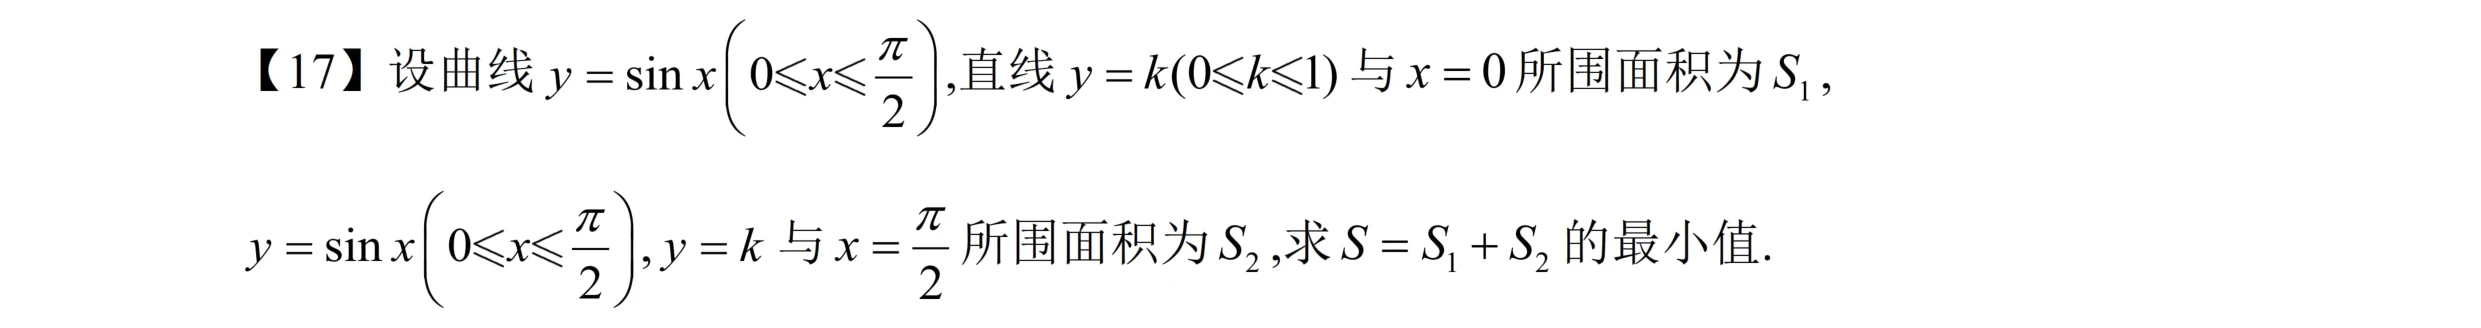 【17】设曲线 $y=\sin x\left(0\leqslant x\leqslant \frac{\pi}{2}\right)$,直线 $y=k(0\leqslant k\leqslant 1)$ 与 $x=0$ 所围面积为 $S_1$,
$y=\sin x\left(0\leqslant x\leqslant \frac{\pi}{2}\right)$, $y=k$ 与 $x=\frac{\pi}{2}$ 所围面积为 $S_2$,求 $S=S_1+S_2$ 的最小值.